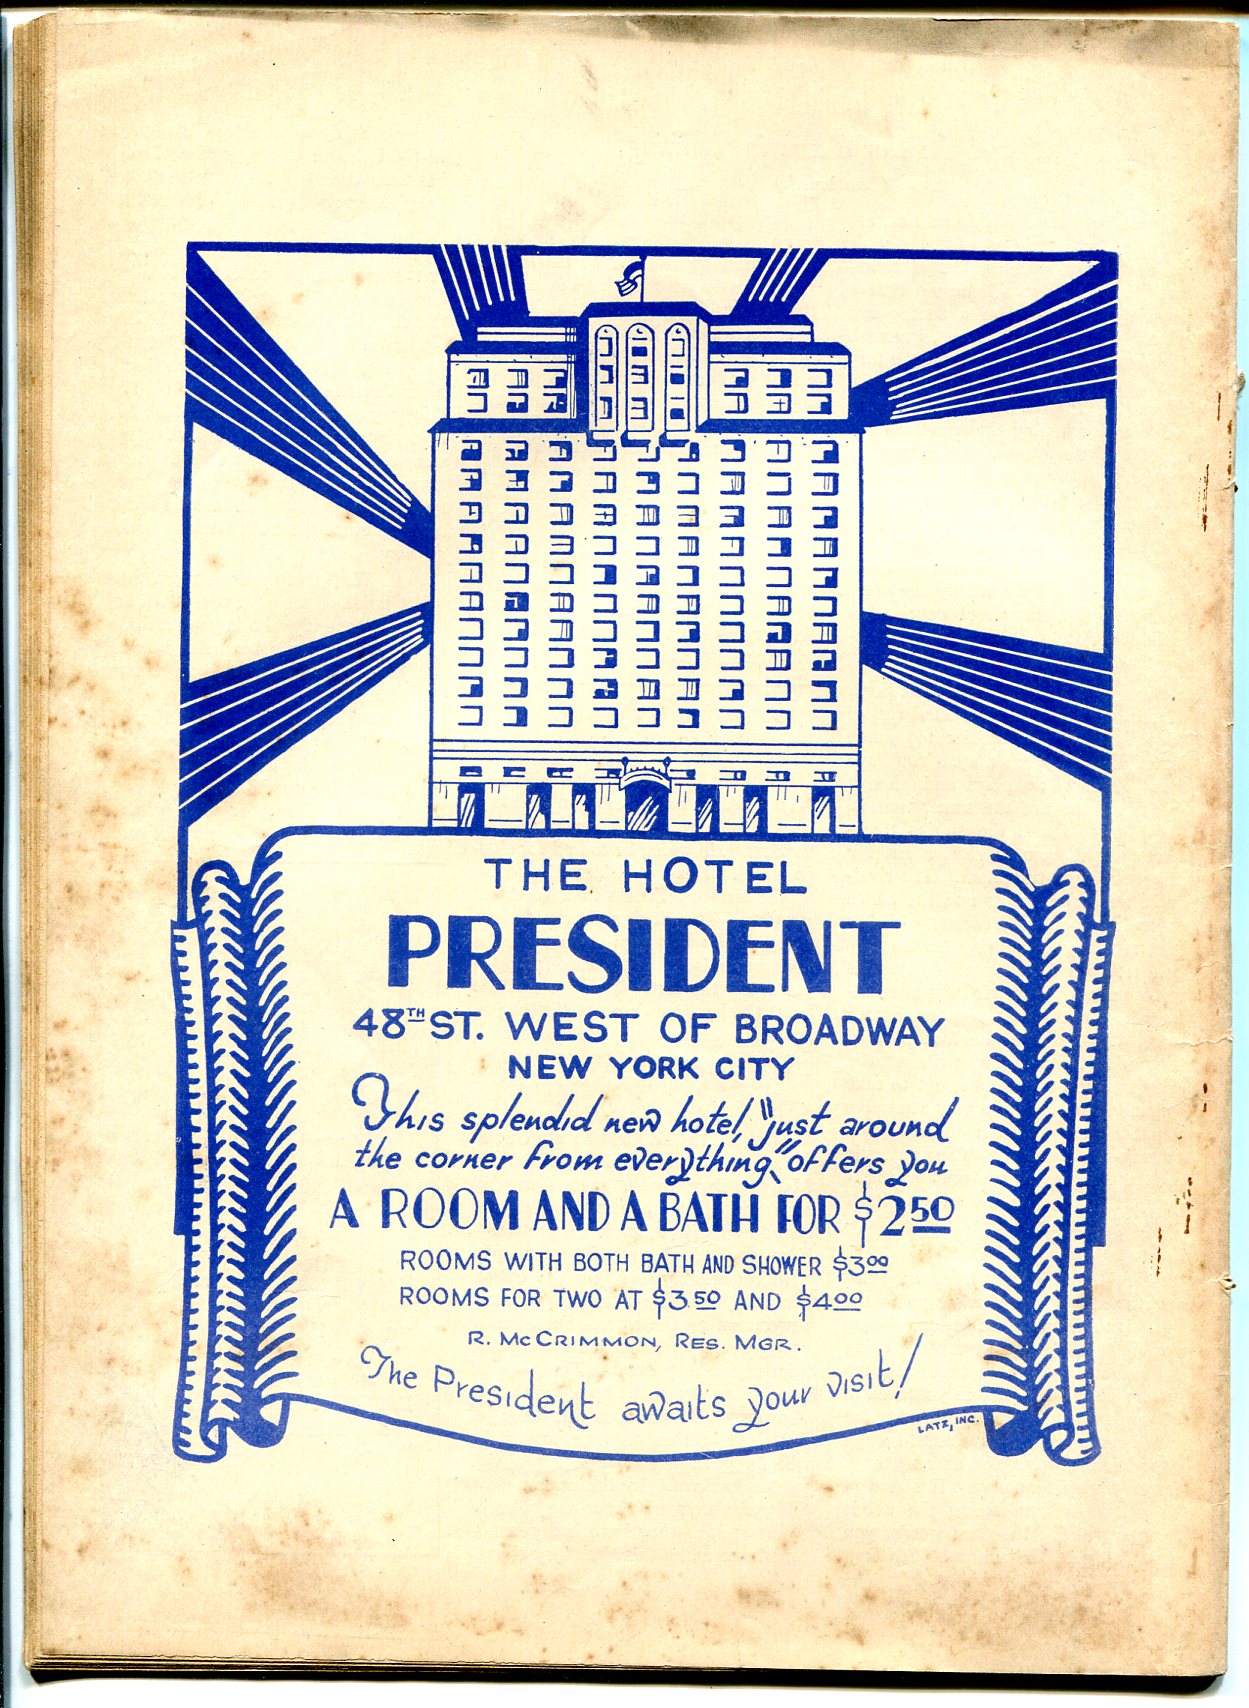 THE HOTEL
PRESIDENT
48TH ST. WEST OF BROADWAY
NEW YORK CITY
This splendid new hotel, "just around
the corner from everything," offers you
A ROOM AND A BATH FOR $2.50
ROOMS WITH BOTH BATH AND SHOWER $3.00
ROOMS FOR TWO AT $3.50 AND $4.00
R. McCRIMMON, RES. MGR.
The President awaits your visit!
LATZ, INC.